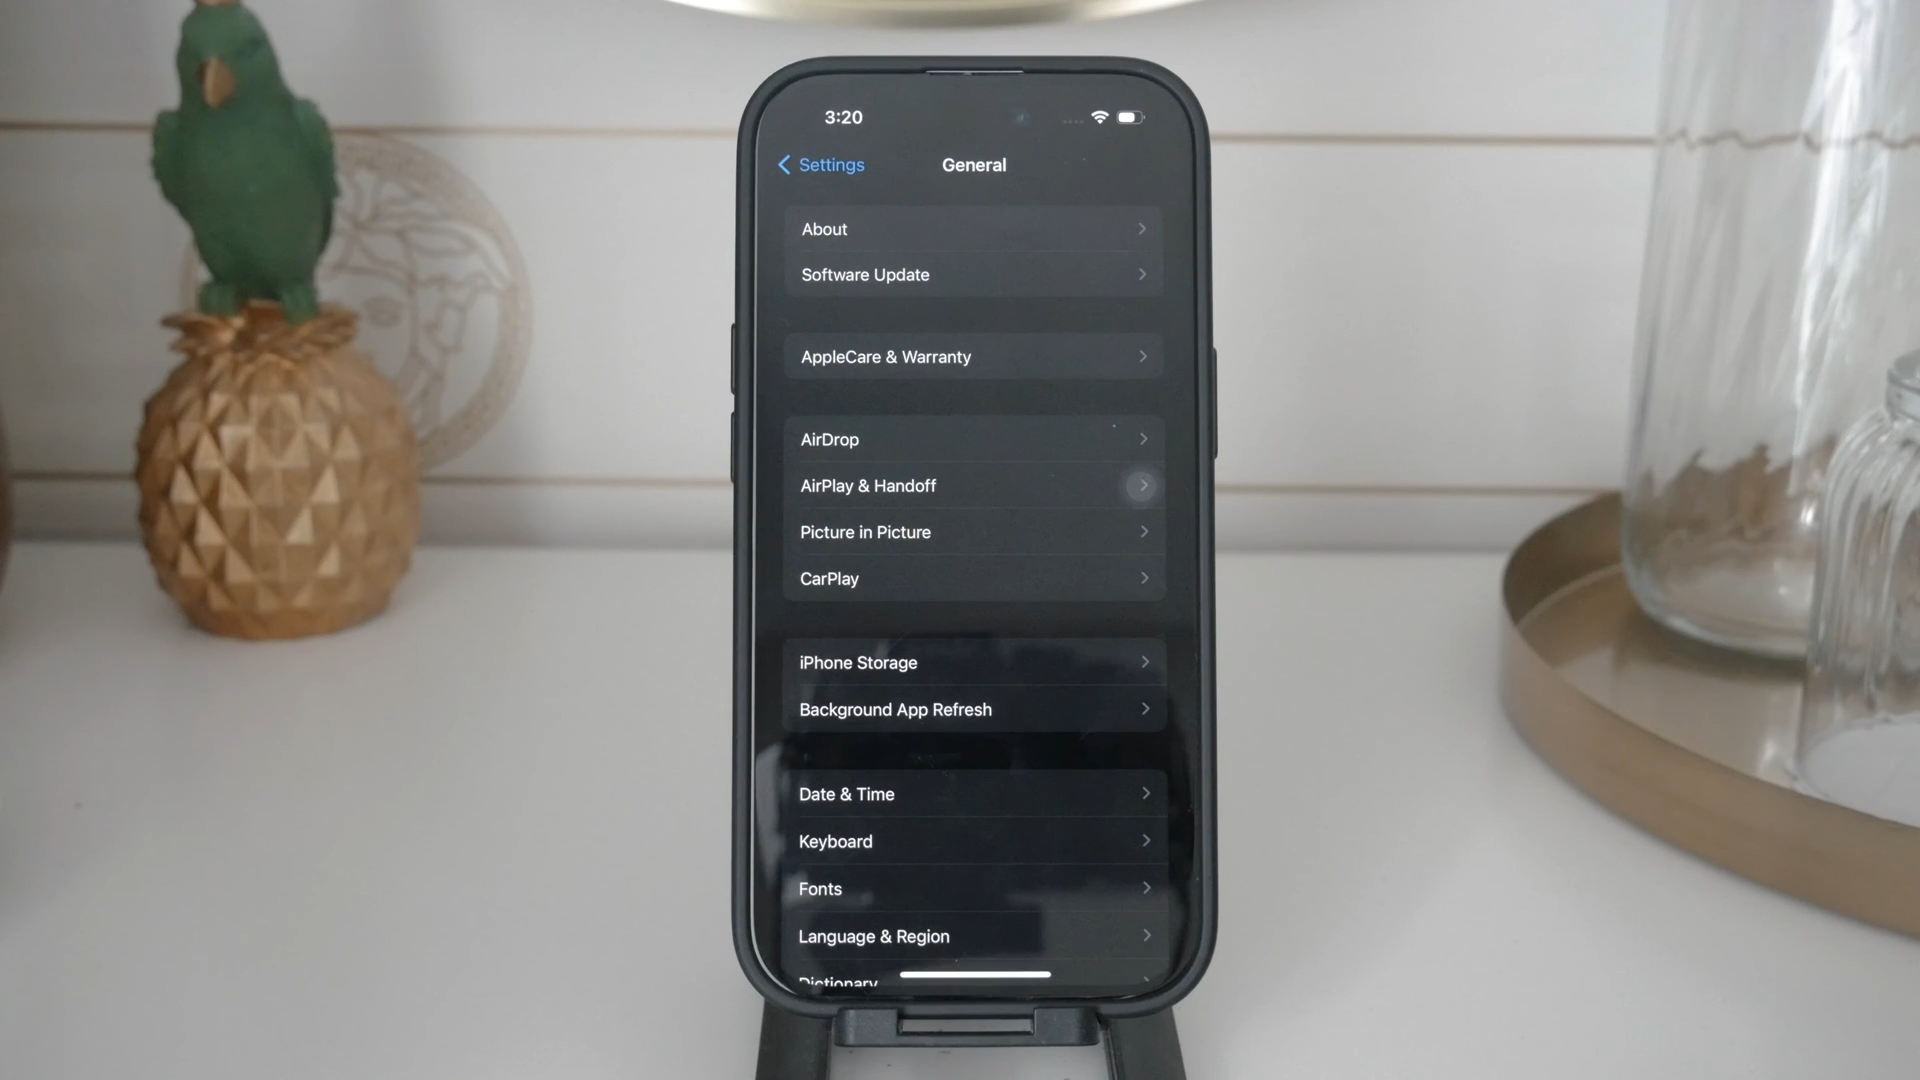 3:20
Settings
General
About
Software Update
AppleCare & Warranty
AirDrop
AirPlay & Handoff
Picture in Picture
CarPlay
iPhone Storage
Background App Refresh
Date & Time
Keyboard
Fonts
Language & Region
Dictionary